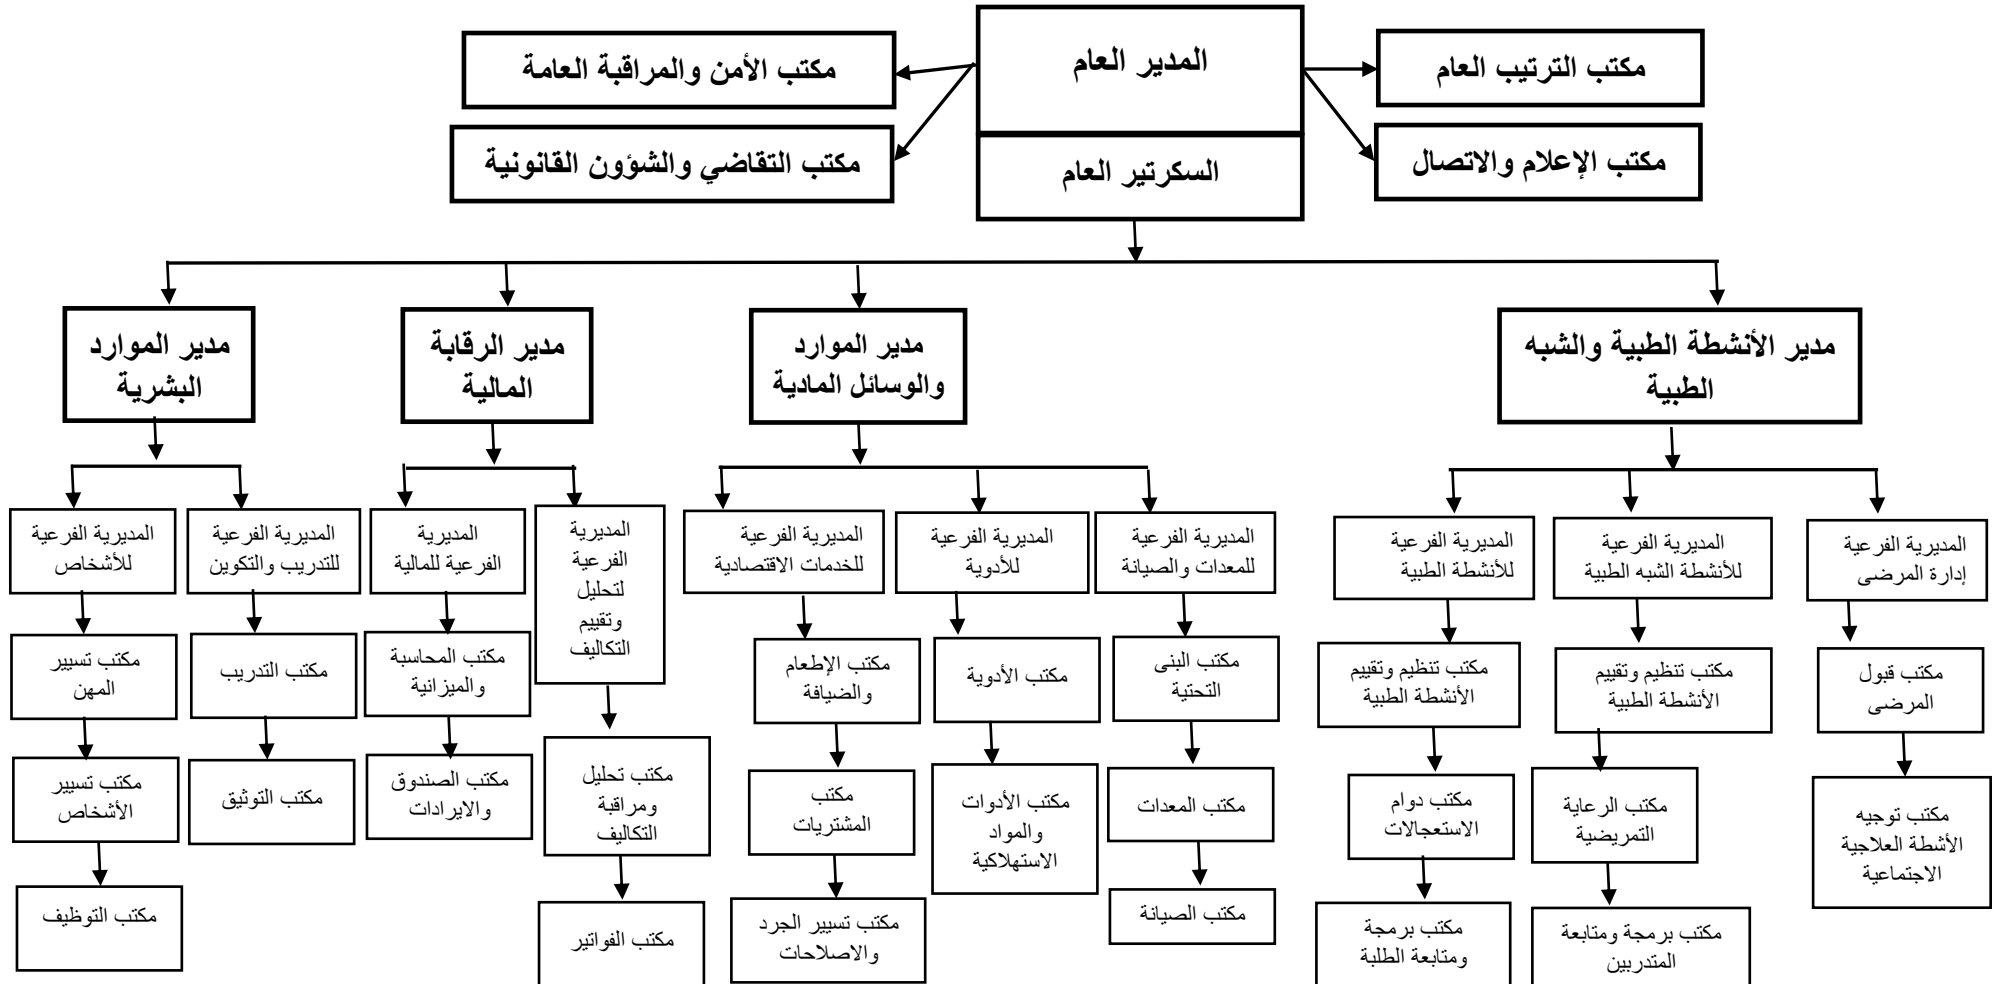 المدير العام
السكرتير العام
مكتب الترتيب العام
مكتب الإعلام والاتصال
مكتب الأمن والمراقبة العامة
مكتب التقاضي والشؤون القانونية
مدير الأنشطة الطبية والشبه
الطبية
مدير الموارد
والوسائل المادية
مدير الرقابة
المالية
مدير الموارد
البشرية
المديرية الفرعية
إدارة المرضى
مكتب قبول
المرضى
مكتب توجيه
الأشطة العلاجية
الاجتماعية
المديرية الفرعية
للأنشطة الشبه الطبية
مكتب تنظيم وتقييم
الأنشطة الطبية
مكتب الرعاية
التمريضية
مكتب برمجة ومتابعة
المتدربين
المديرية الفرعية
للأنشطة الطبية
مكتب تنظيم وتقييم
الأنشطة الطبية
مكتب دوام
الاستعجالات
مكتب برمجة
ومتابعة الطلبة
المديرية الفرعية
للمعدات والصيانة
مكتب البنى
التحتية
مكتب المعدات
مكتب الصيانة
المديرية الفرعية
للأدوية
مكتب الأدوية
مكتب الأدوات
والمواد
الاستهلاكية
المديرية الفرعية
للخدمات الاقتصادية
مكتب الإطعام
والضيافة
مكتب
المشتريات
مكتب تسيير الجرد
والاصلاحات
المديرية
الفرعية
لتحليل
وتقييم
التكاليف
مكتب تحليل
ومراقبة
التكاليف
مكتب الفواتير
المديرية
الفرعية للمالية
مكتب المحاسبة
والميزانية
مكتب الصندوق
والايرادات
المديرية الفرعية
للتدريب والتكوين
مكتب التدريب
مكتب التوثيق
المديرية الفرعية
للأشخاص
مكتب تسيير
المهن
مكتب تسيير
الأشخاص
مكتب التوظيف